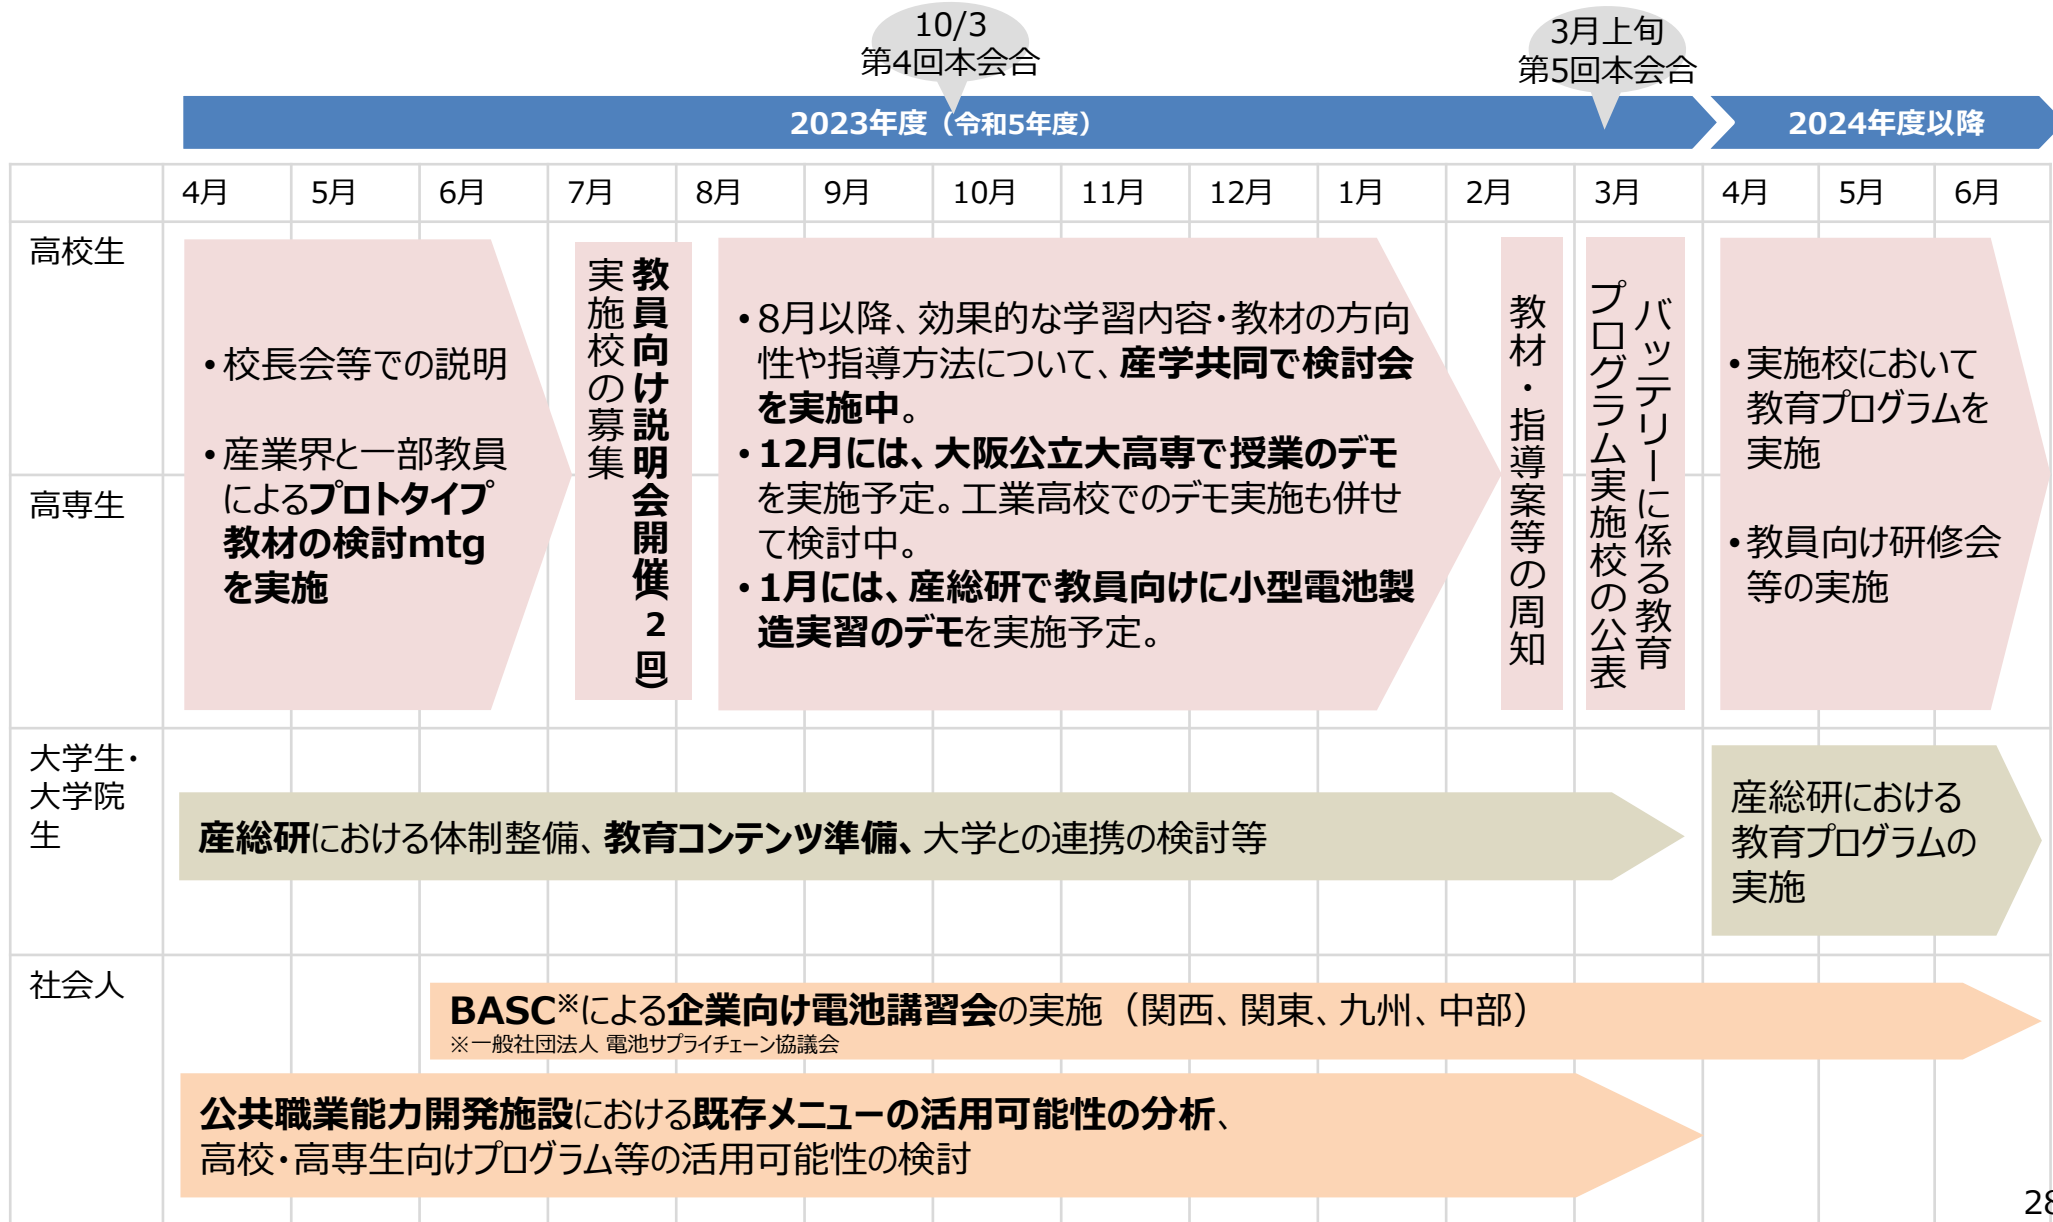 10/3
第4回本会合
3月上旬
第5回本会合
2023年度（令和5年度）
2024年度以降
4月
5月
6月
7月
8月
9月
10月
11月
12月
1月
2月
3月
4月
5月
6月
高校生
高専生
・校長会等での説明
・産業界と一部教員
によるプロトタイプ
教材の検討mtg
を実施
教員向け説明会開催（2回）
実施校の募集
・8月以降、効果的な学習内容・教材の方向
性や指導方法について、産学共同で検討会
を実施中。
・12月には、大阪公立大高専で授業のデモ
を実施予定。工業高校でのデモ実施も併せ
て検討中。
・1月には、産総研で教員向けに小型電池製
造実習のデモを実施予定。
教材・指導案等の周知
バッテリーに係る教育
プログラム実施校の公表
・実施校において
教育プログラムを
実施
・教員向け研修会
等の実施
大学生・
大学院
生
産総研における体制整備、教育コンテンツ準備、大学との連携の検討等
産総研における
教育プログラムの
実施
社会人
BASC※による企業向け電池講習会の実施（関西、関東、九州、中部）
※一般社団法人 電池サプライチェーン協議会
公共職業能力開発施設における既存メニューの活用可能性の分析、
高校・高専生向けプログラム等の活用可能性の検討
28